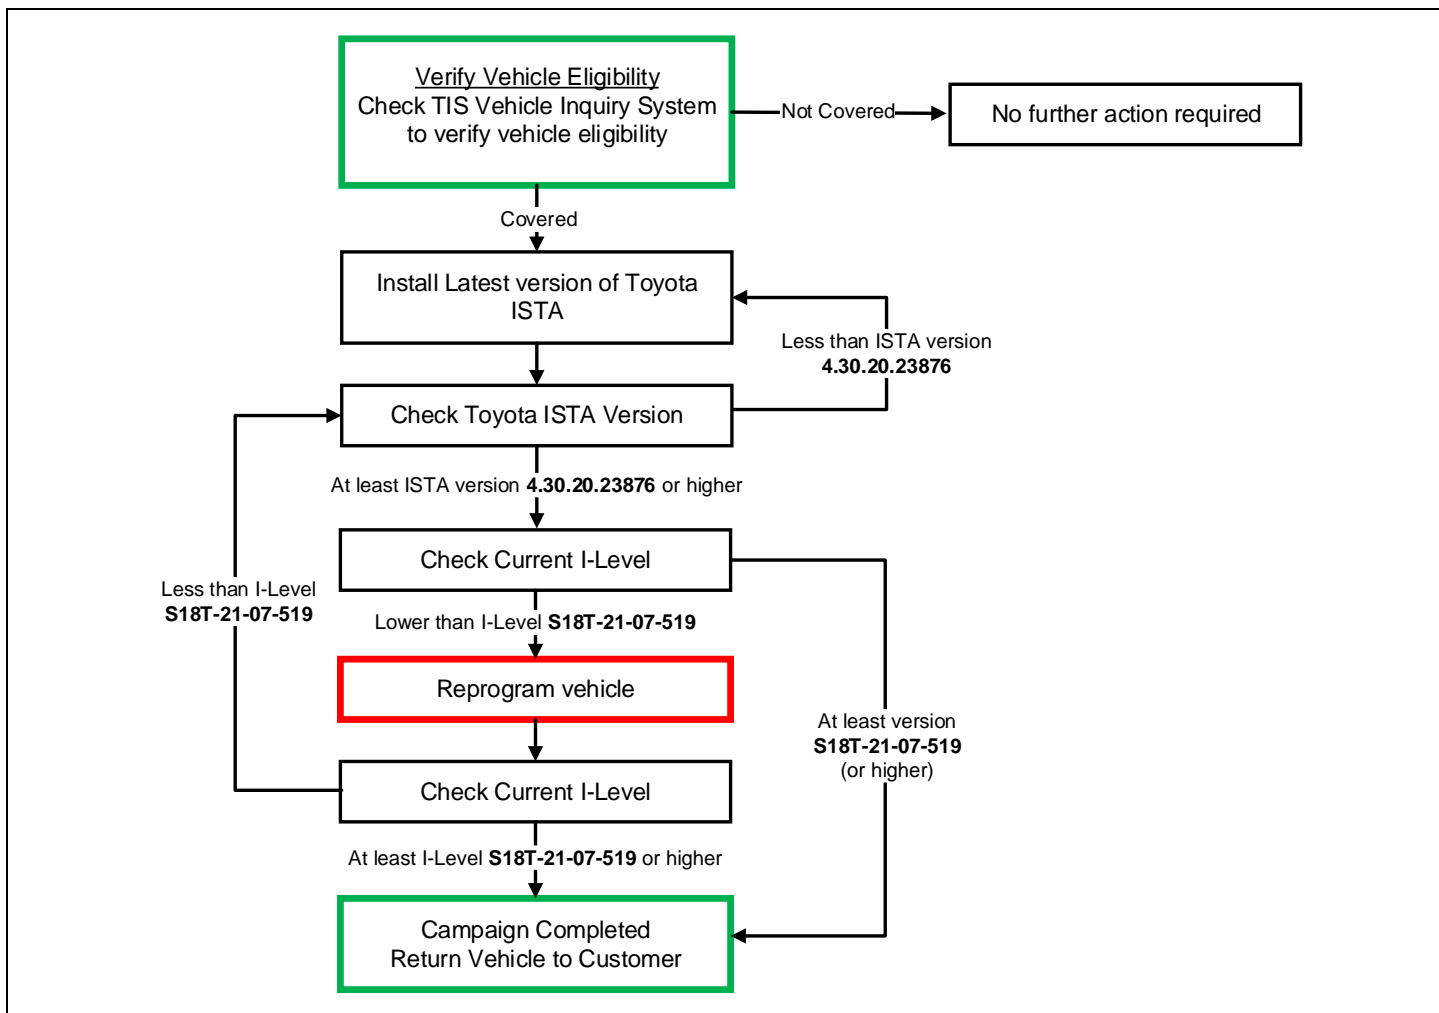 Verify Vehicle Eligibility
Check TIS Vehicle Inquiry System
to verify vehicle eligibility
Not Covered
No further action required
Covered
Install Latest version of Toyota
ISTA
Less than ISTA version
4.30.20.23876
Check Toyota ISTA Version
At least ISTA version 4.30.20.23876 or higher
Check Current I-Level
Less than I-Level
S18T-21-07-519
Lower than I-Level S18T-21-07-519
Reprogram vehicle
At least version
S18T-21-07-519
(or higher)
Check Current I-Level
At least I-Level S18T-21-07-519 or higher
Campaign Completed
Return Vehicle to Customer